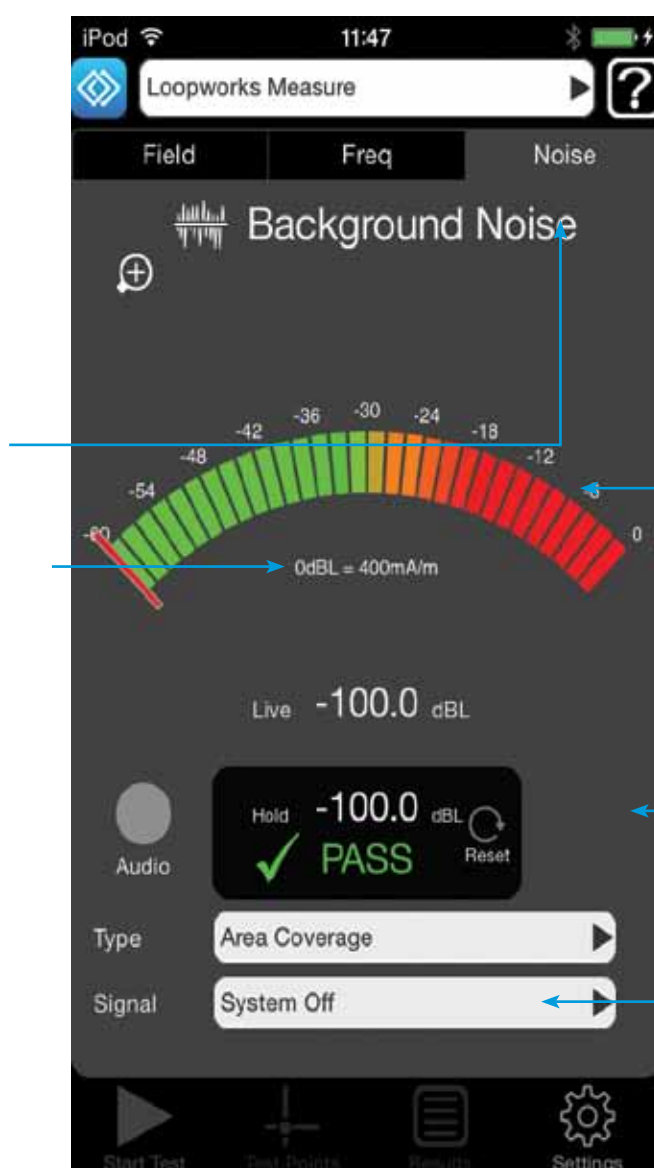 iPod 11:47
Loopworks Measure ?
Field Freq Noise
Background Noise
-60 -54 -48 -42 -36 -30 -24 -18 -12 -6 0
0dBL = 400mA/m
Live -100.0 dBL
Hold -100.0 dBL
Audio PASS Reset
Type Area Coverage
Signal System Off
Start Test Test Points Results Settings